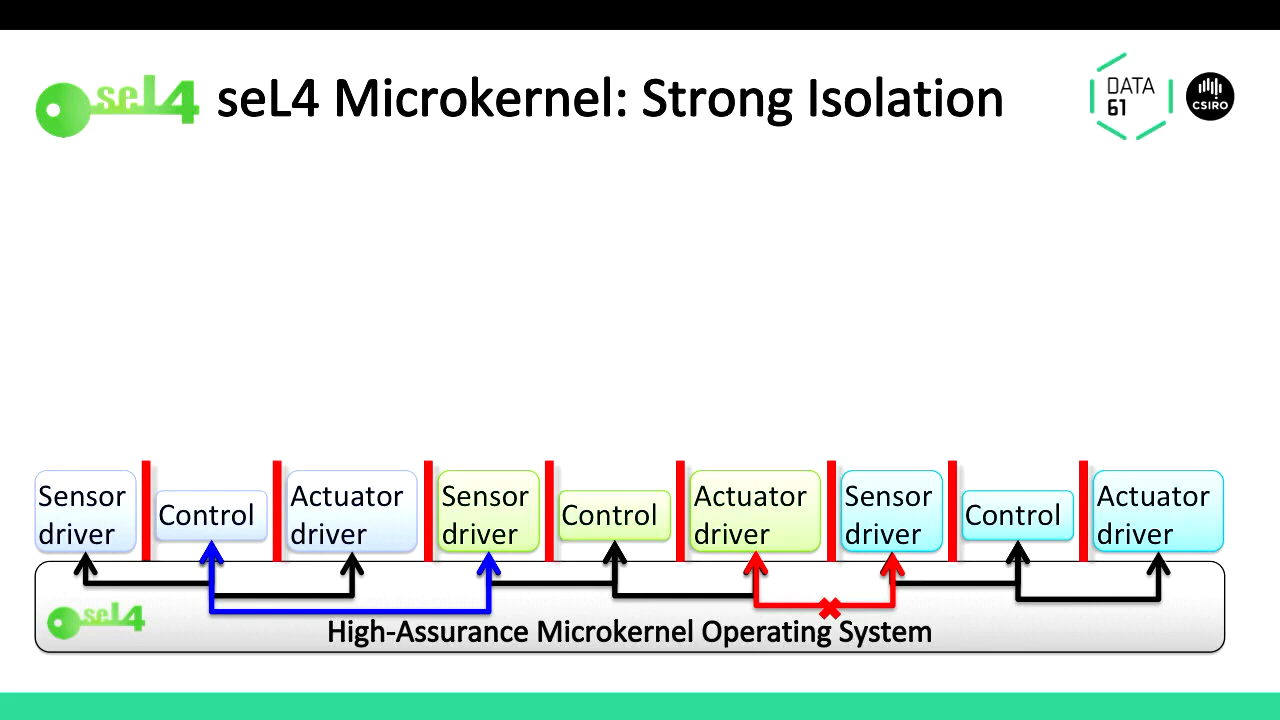 seL4
seL4 Microkernel: Strong Isolation
DATA
61
CSIRO
Sensor
driver
Control
Actuator
driver
Sensor
driver
Control
Actuator
driver
Sensor
driver
Control
Actuator
driver
seL4
High-Assurance Microkernel Operating System